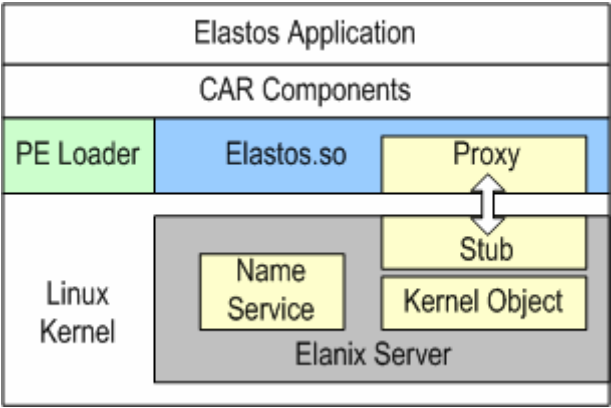 Elastos Application
CAR Components
PE Loader
Elastos.so
Proxy
Stub
Name
Service
Kernel Object
Linux
Kernel
Elanix Server